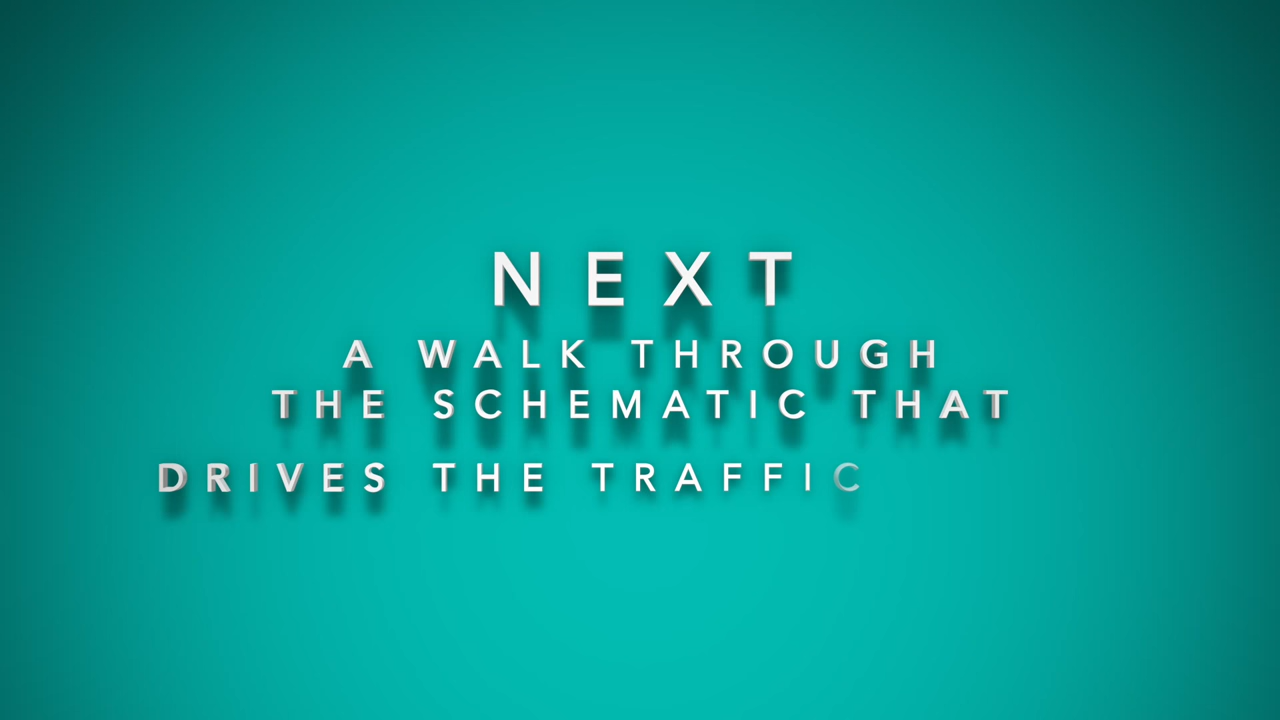 NEXT
A WALK THROUGH
THE SCHEMATIC THAT
DRIVES THE TRAFFIC